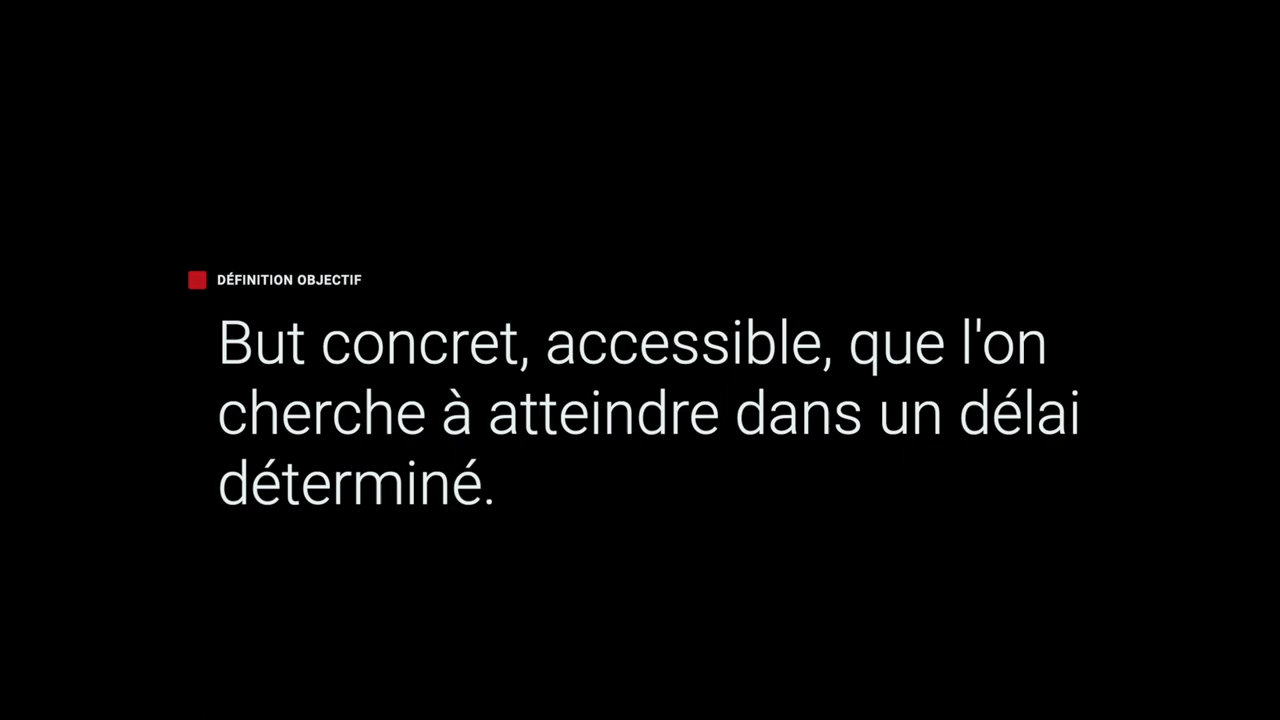 DÉFINITION OBJECTIF
But concret, accessible, que l'on
cherche à atteindre dans un délai
déterminé.